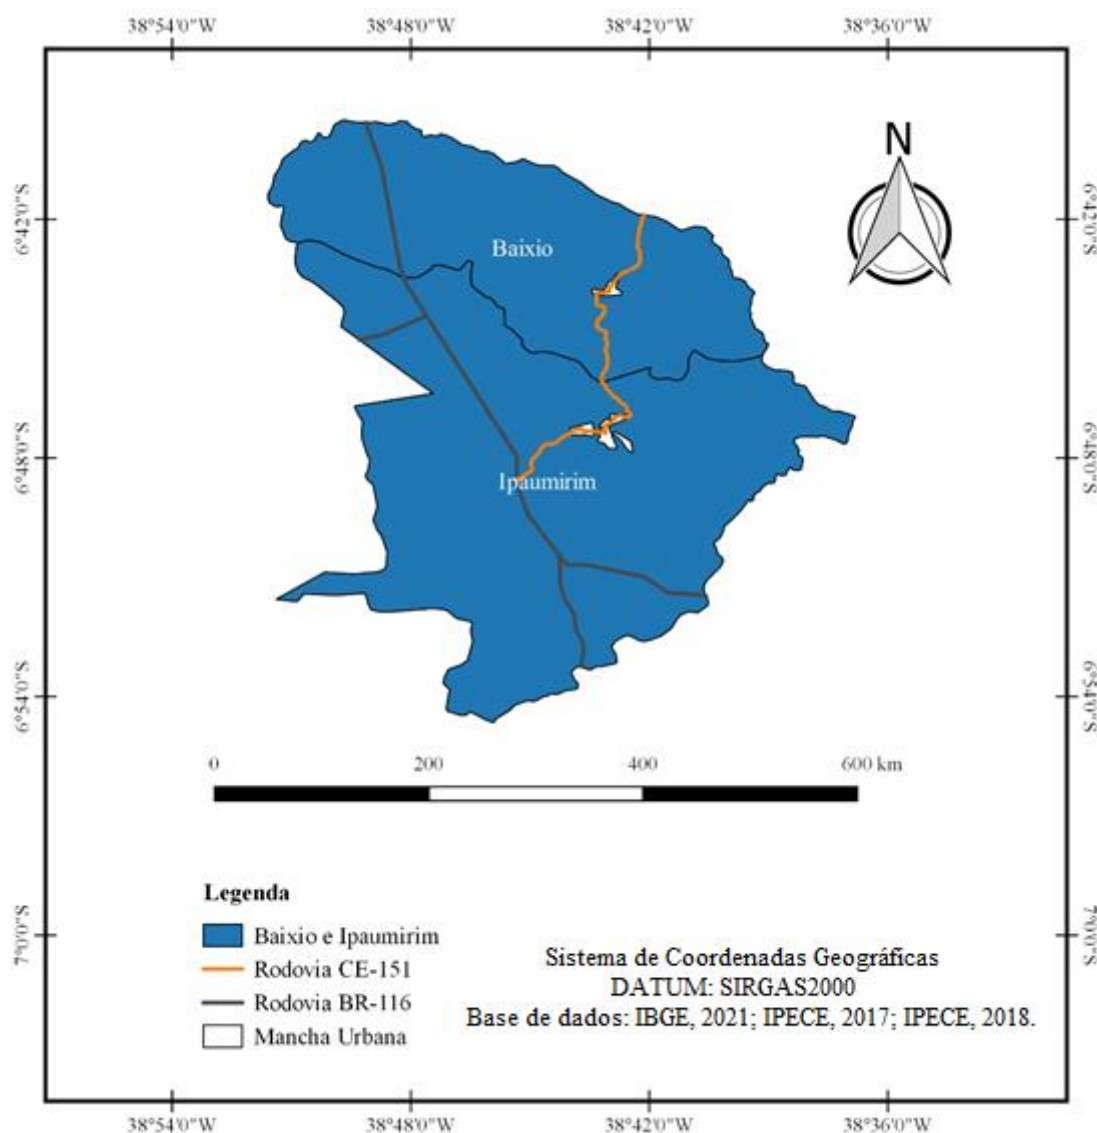 38°54'0"W 38°48'0"W 38°42'0"W 38°36'0"W
N
6°42'0"S 6°42'0"S
Baixio
6°48'0"S 6°48'0"S
Ipaumirim
6°54'0"S 6°54'0"S
0 200 400 600 km
Legenda
7°0'0"S 7°0'0"S
Baixio e Ipaumirim
Rodovia CE-151
Rodovia BR-116
Mancha Urbana
Sistema de Coordenadas Geográficas
DATUM: SIRGAS2000
Base de dados: IBGE, 2021; IPECE, 2017; IPECE, 2018.
38°54'0"W 38°48'0"W 38°42'0"W 38°36'0"W